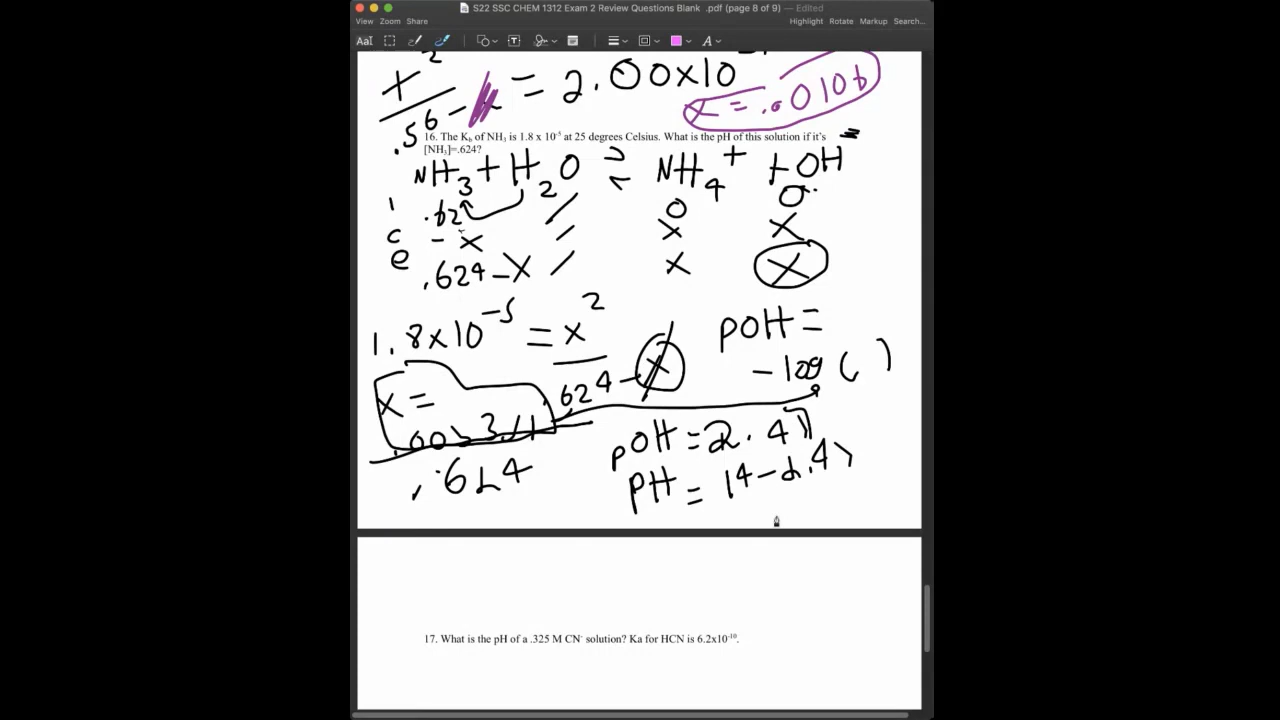 S22 SSC CHEM 1312 Exam 2 Review Questions Blank .pdf (page 8 of 9) — Edited
View Zoom Share Highlight Rotate Markup Search...
x²
.56 - = 2.00x10
x = .0106
16. The Kb of NH₃ is 1.8 x 10⁻⁵ at 25 degrees Celsius. What is the pH of this solution if it's
[NH₃]=.624?
NH₃ + H₂O ⇌ NH₄⁺ + OH⁻
I .62 / 0 0
C - x / x x
e .624-x / x x
1.8x10⁻⁵ = x²
.624 - x
pOH =
- log ( )
x =
.624
pOH = 2.47
pH = 14-2.47
17. What is the pH of a .325 M CN⁻ solution? Ka for HCN is 6.2x10⁻¹⁰.